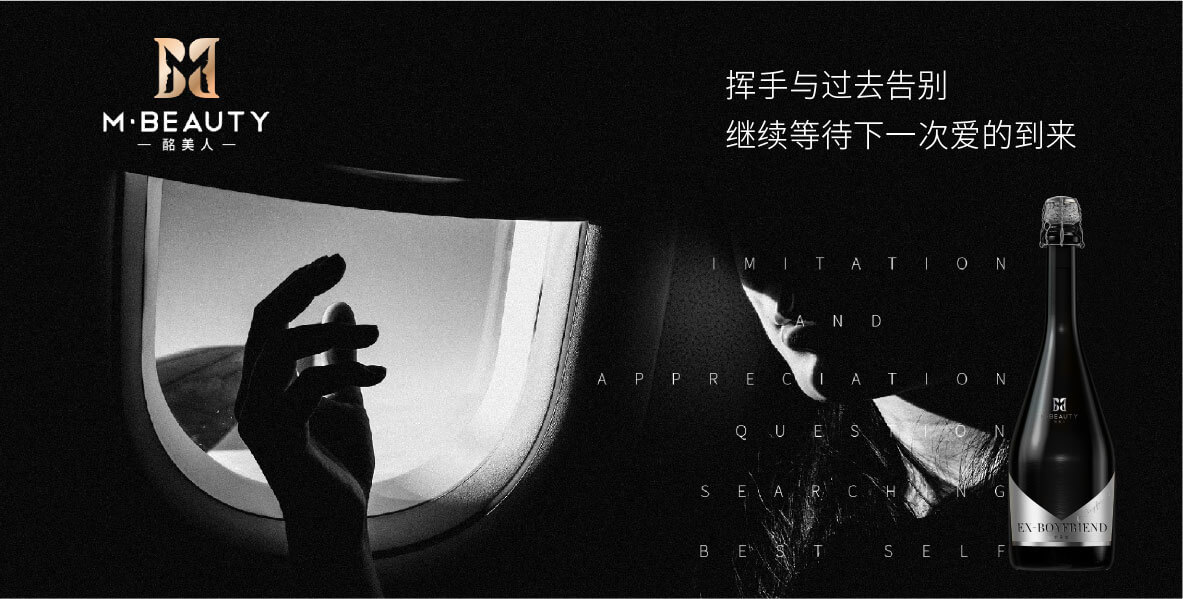 M·BEAUTY
酩美人
挥手与过去告别
继续等待下一次爱的到来
IMITATION
AND
APPRECIATION
QUESTION
SEARCHING
BEST SELF
M·BEAUTY
EX-BOYFRIEND